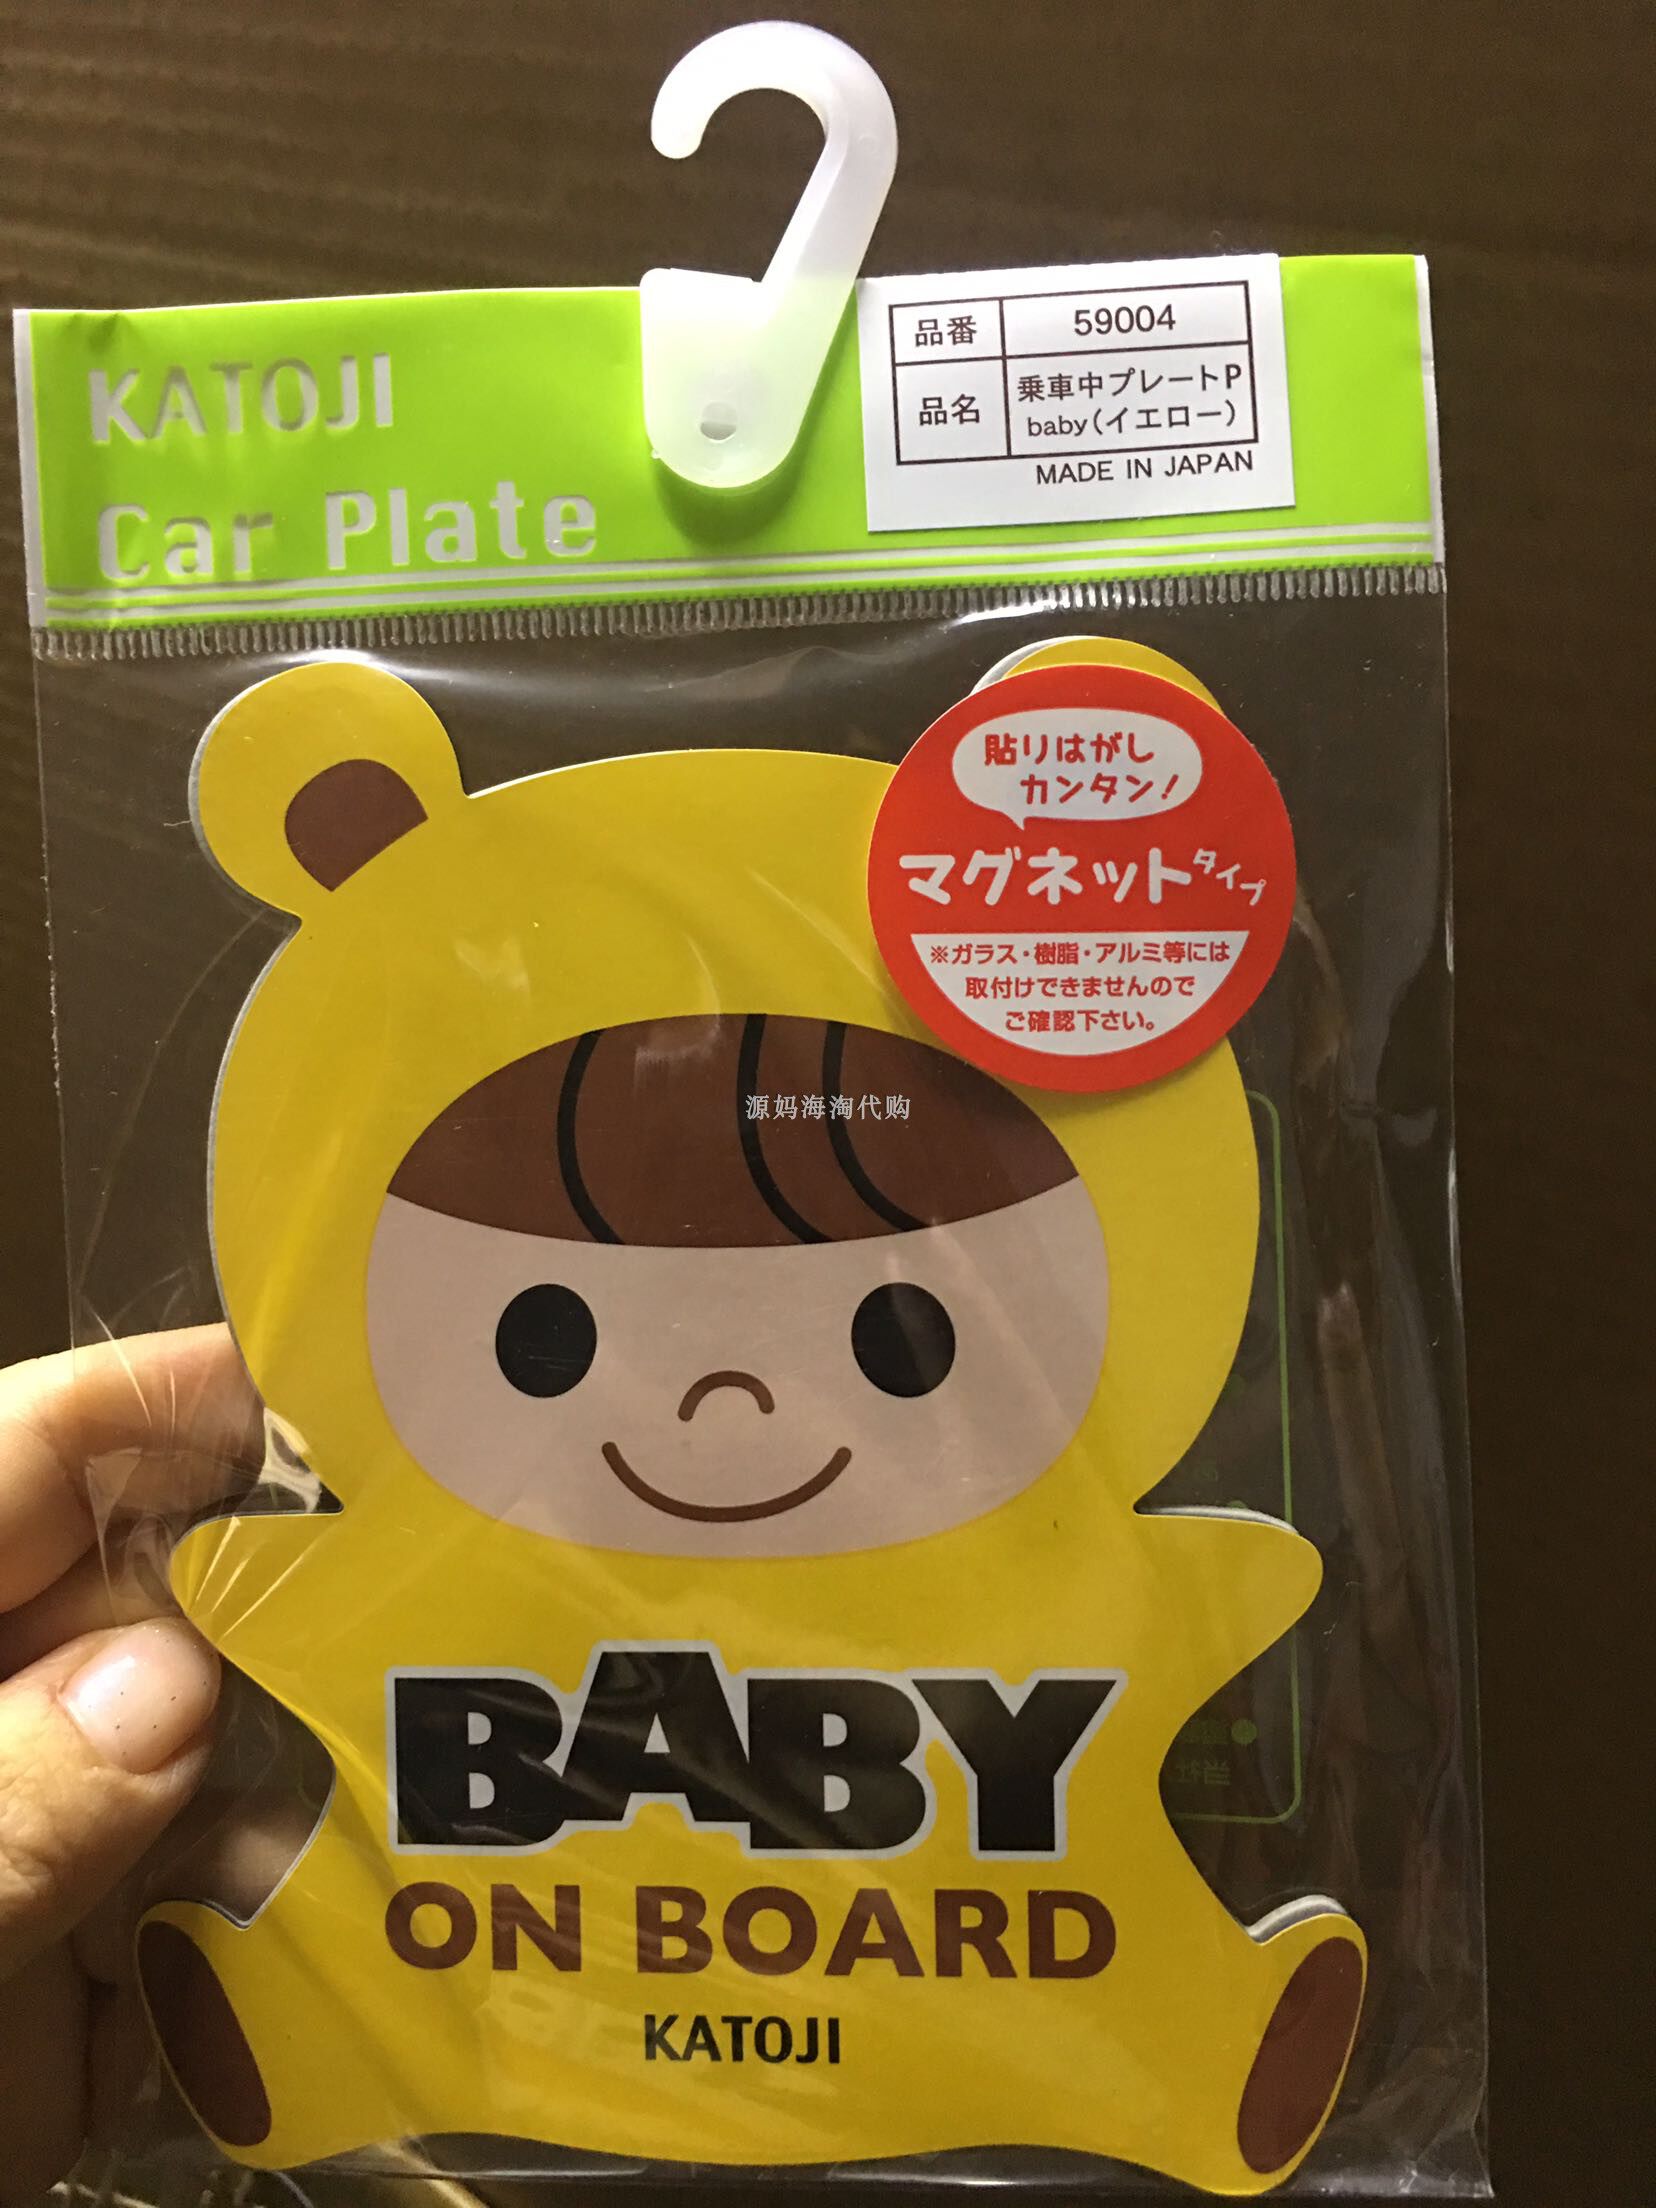 KATOJI
Car Plate
品番 59004
品名 乗車中プレートP
baby(イエロー)
MADE IN JAPAN
貼りはがし
カンタン!
マグネットタイプ
※ガラス・樹脂・アルミ等には
取付けできませんので
ご確認下さい。
源妈海淘代购
BABY
ON BOARD
KATOJI